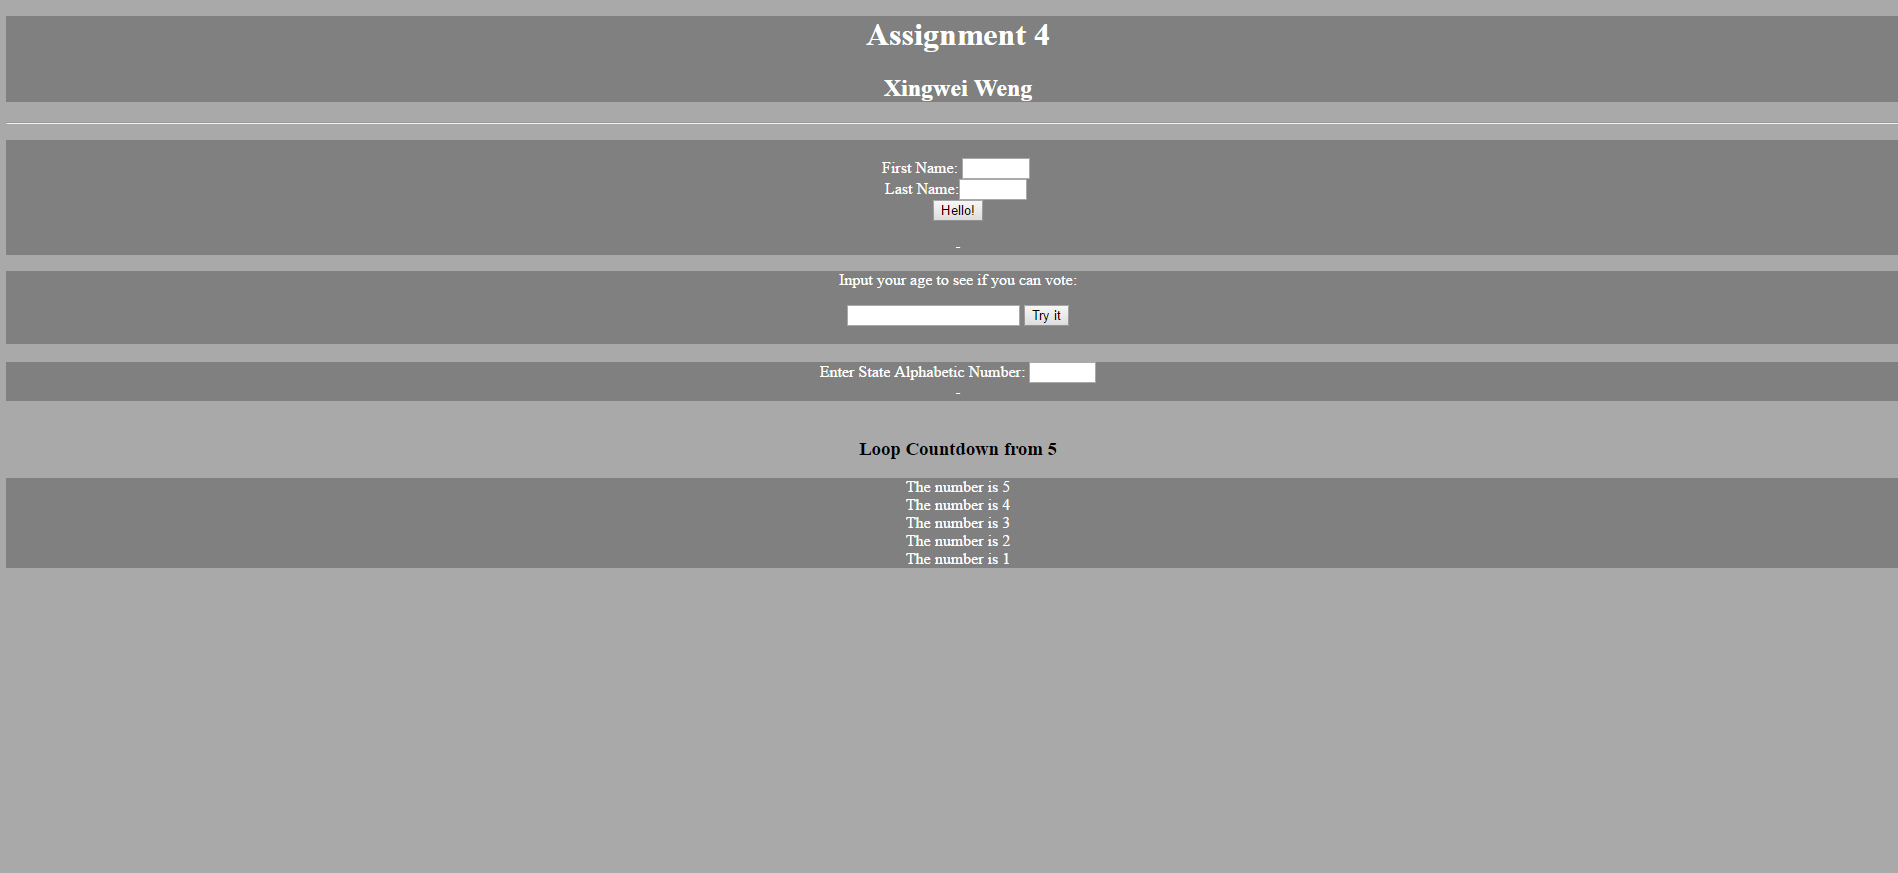 Assignment 4
Xingwei Weng
First Name:
Last Name:
Hello!
-
Input your age to see if you can vote:
Try it
Enter State Alphabetic Number:
-
Loop Countdown from 5
The number is 5
The number is 4
The number is 3
The number is 2
The number is 1